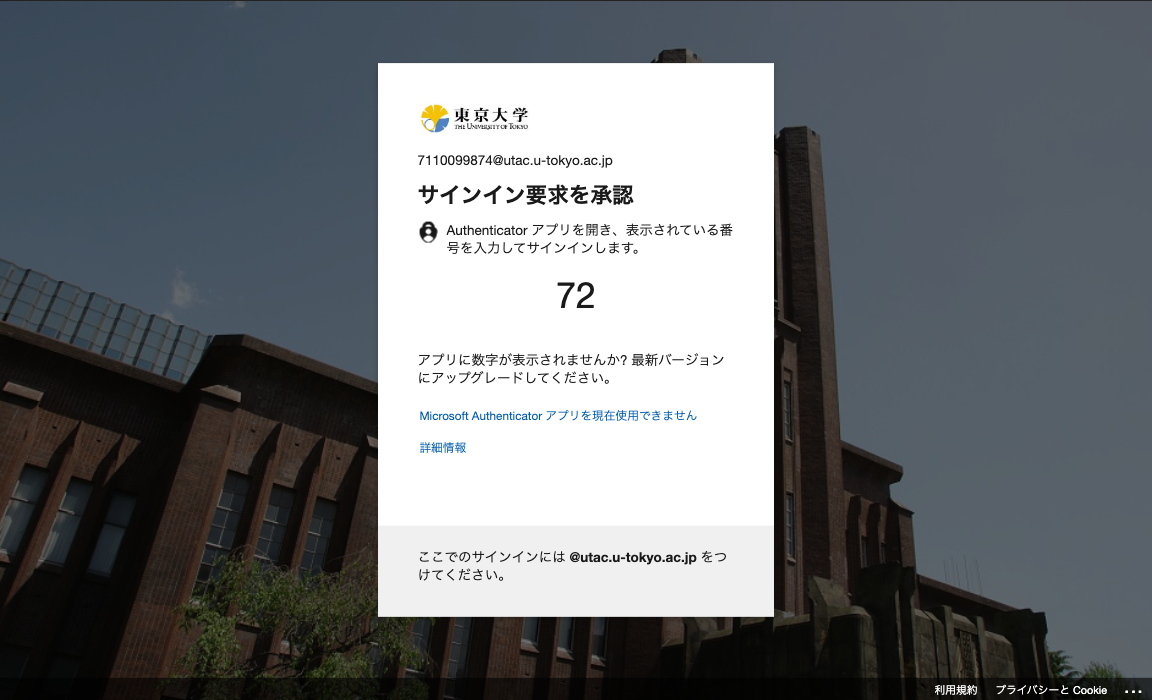 東京大学
THE UNIVERSITY OF TOKYO
7110099874@utac.u-tokyo.ac.jp
サインイン要求を承認
Authenticator アプリを開き、表示されている番
号を入力してサインインします。
72
アプリに数字が表示されませんか? 最新バージョン
にアップグレードしてください。
Microsoft Authenticator アプリを現在使用できません
詳細情報
ここでのサインインには @utac.u-tokyo.ac.jp をつ
けてください。
利用規約 プライバシーと Cookie ...